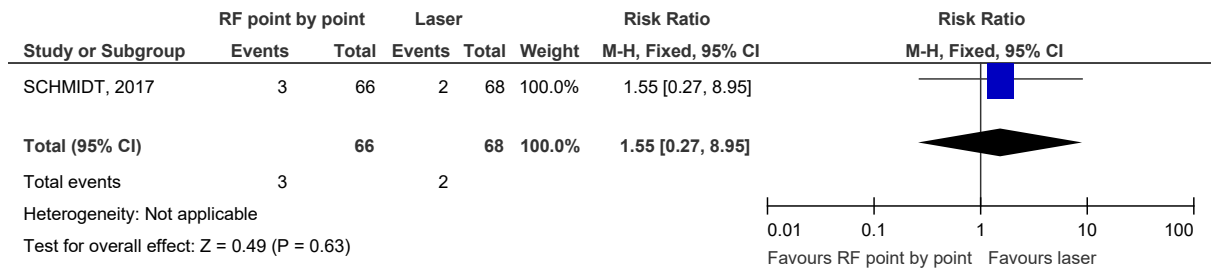 RF point by point Laser Risk Ratio Risk Ratio
Study or Subgroup Events Total Events Total Weight M-H, Fixed, 95% CI M-H, Fixed, 95% CI
SCHMIDT, 2017 3 66 2 68 100.0% 1.55 [0.27, 8.95]
Total (95% CI) 66 68 100.0% 1.55 [0.27, 8.95]
Total events 3 2
Heterogeneity: Not applicable
Test for overall effect: Z = 0.49 (P = 0.63)
0.01 0.1 1 10 100
Favours RF point by point Favours laser